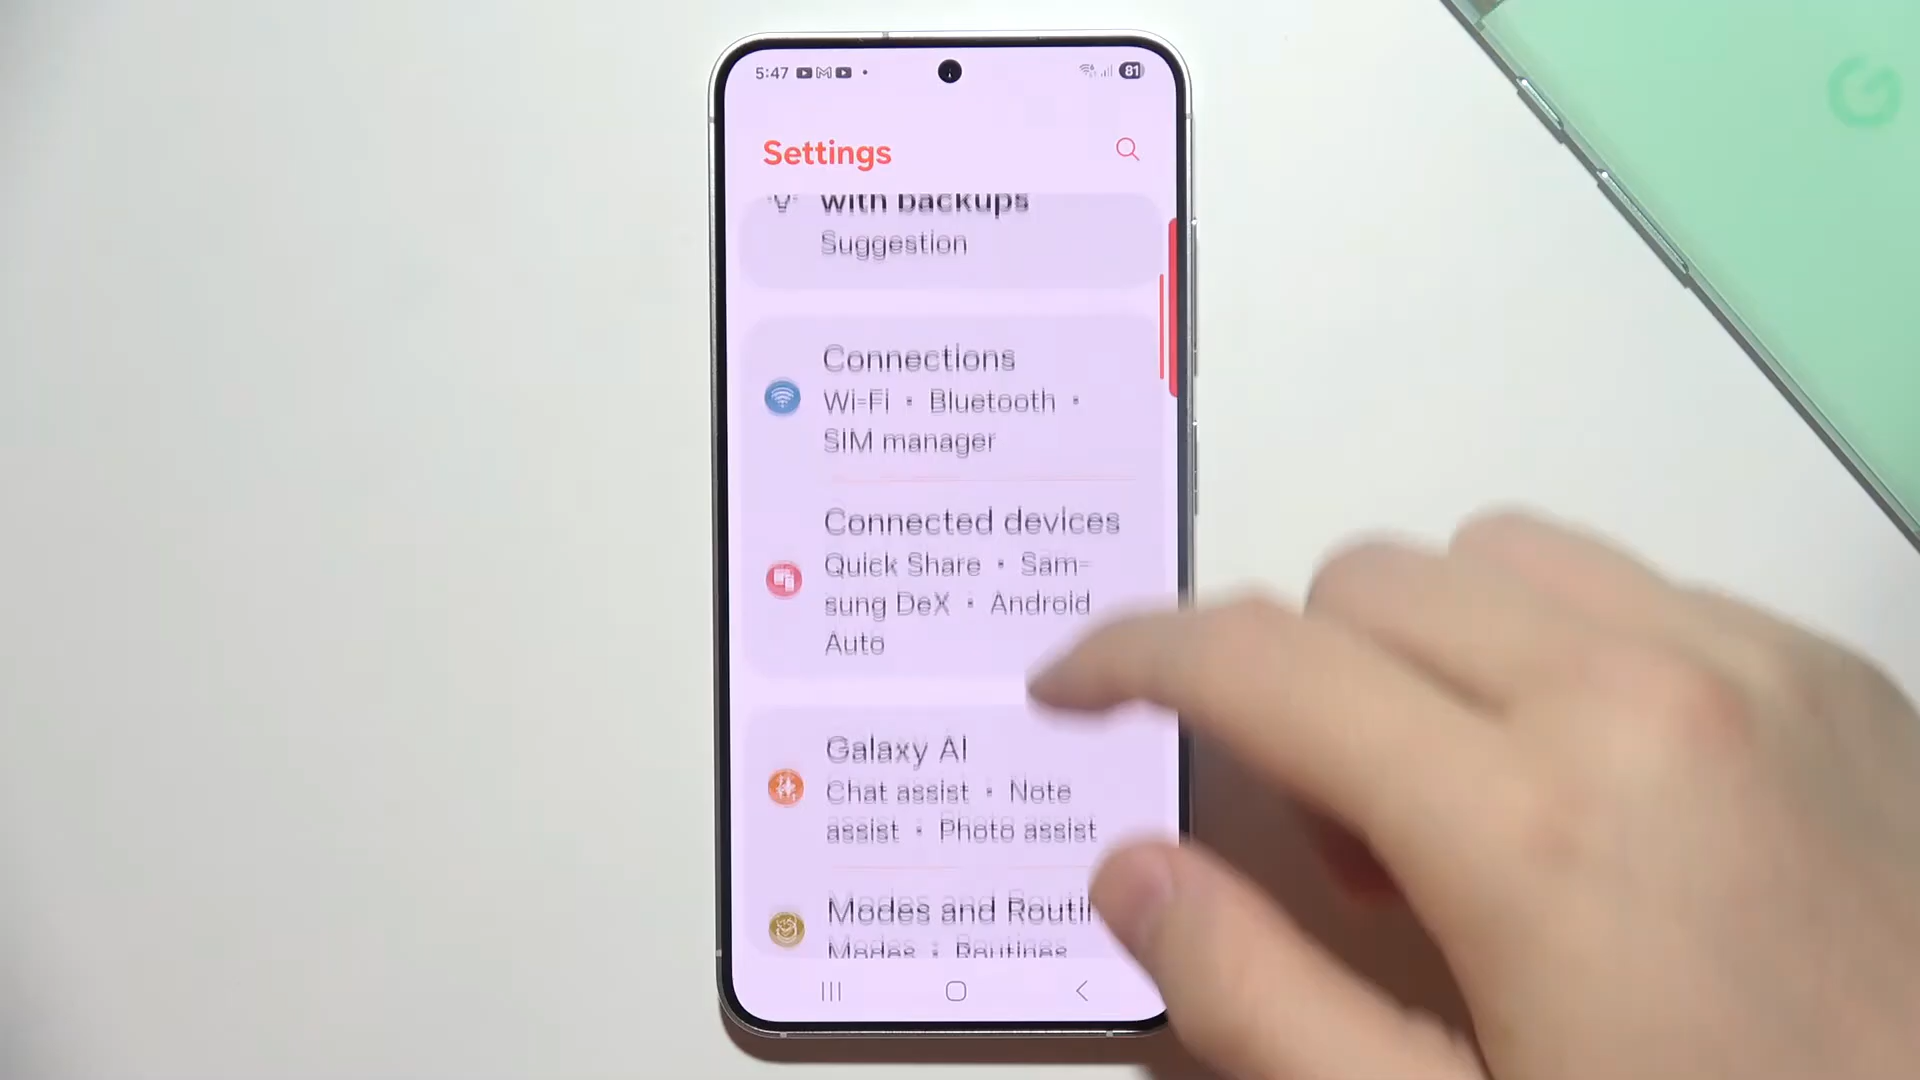 5:47
81
Settings
with backups
Suggestion
Connections
Wi-Fi • Bluetooth •
SIM manager
Connected devices
Quick Share • Sam-
sung DeX • Android
Auto
Galaxy AI
Chat assist • Note
assist • Photo assist
Modes and Routin
Modes • Routines